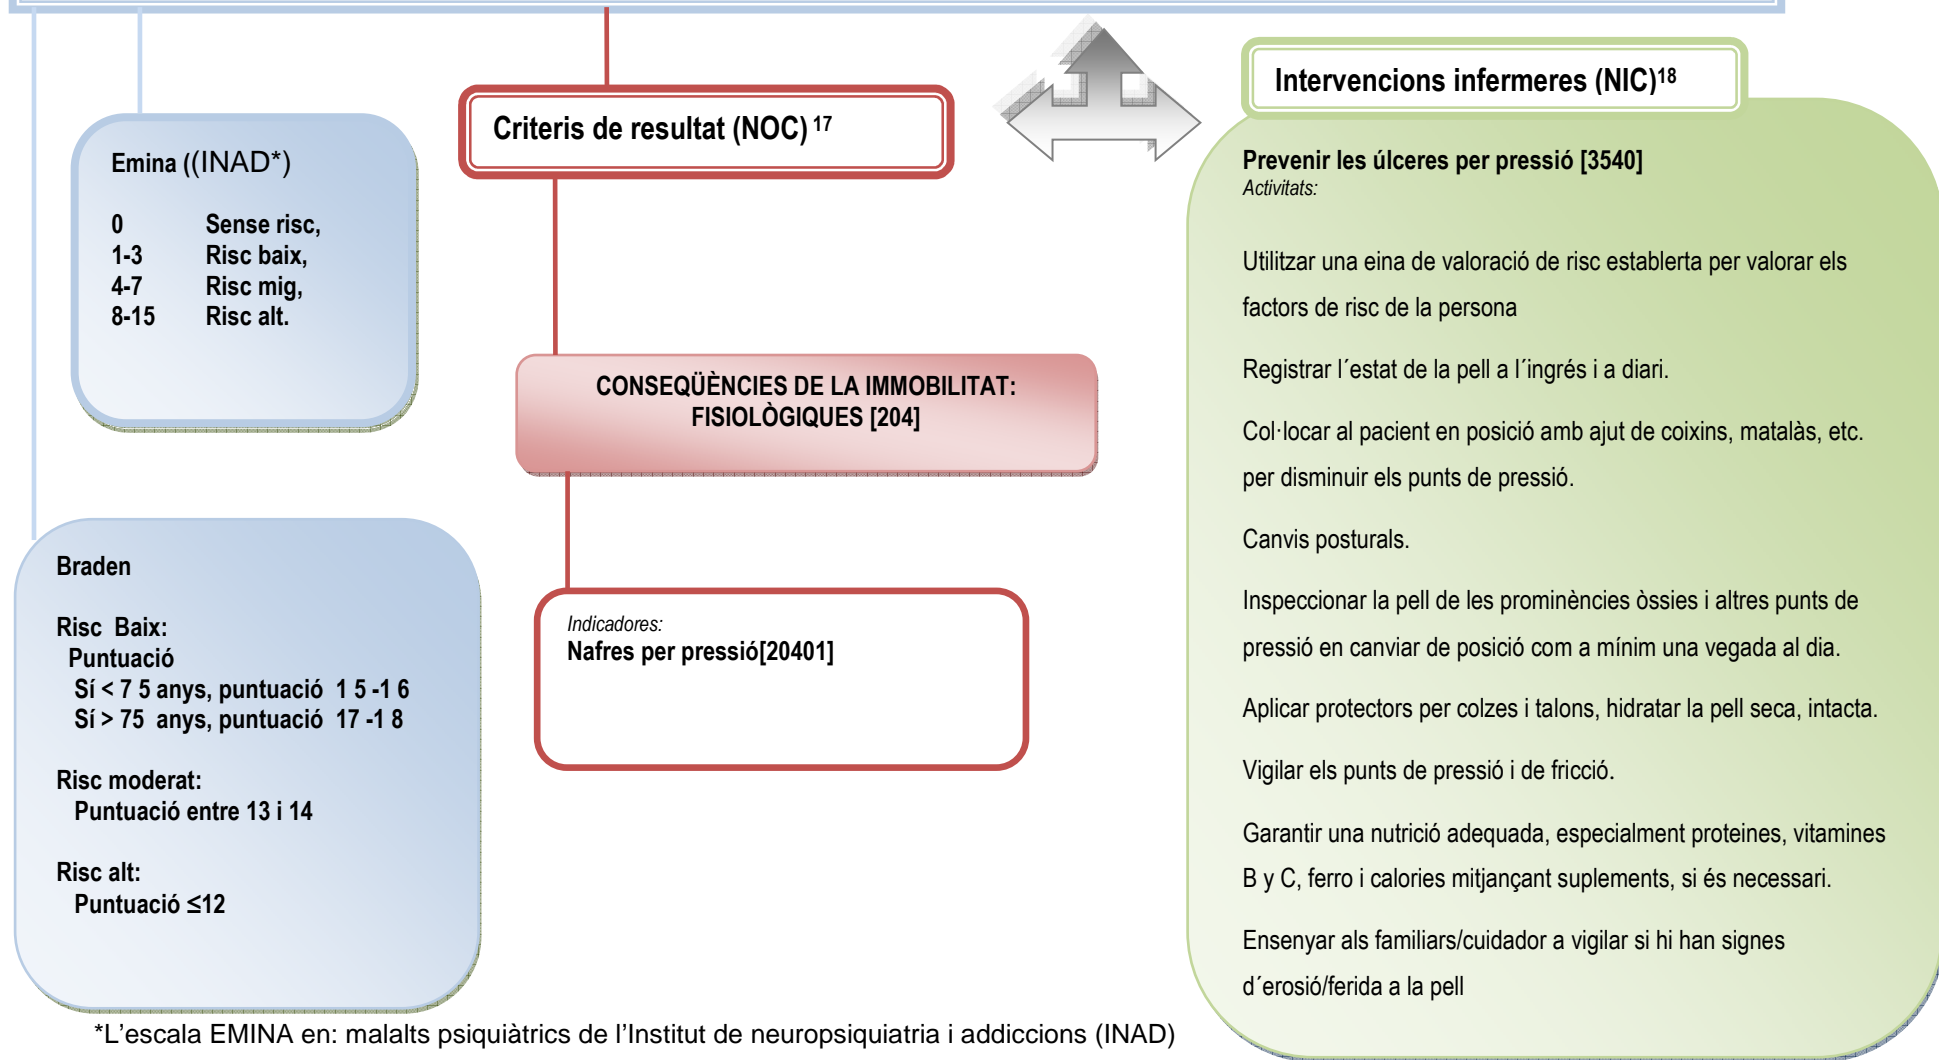 Emina ((INAD*)
0 Sense risc,
1-3 Risc baix,
4-7 Risc mig,
8-15 Risc alt.
Braden
Risc Baix:
Puntuació
Sí < 7 5 anys, puntuació 1 5 -1 6
Sí > 75 anys, puntuació 17 -1 8
Risc moderat:
Puntuació entre 13 i 14
Risc alt:
Puntuació ≤12
Criteris de resultat (NOC) 17
CONSEQÜÈNCIES DE LA IMMOBILITAT:
FISIOLÒGIQUES [204]
Indicadores:
Nafres per pressió[20401]
Intervencions infermeres (NIC)18
Prevenir les úlceres per pressió [3540]
Activitats:
Utilitzar una eina de valoració de risc establerta per valorar els
factors de risc de la persona
Registrar l´estat de la pell a l´ingrés i a diari.
Col·locar al pacient en posició amb ajut de coixins, matalàs, etc.
per disminuir els punts de pressió.
Canvis posturals.
Inspeccionar la pell de les prominències òssies i altres punts de
pressió en canviar de posició com a mínim una vegada al dia.
Aplicar protectors per colzes i talons, hidratar la pell seca, intacta.
Vigilar els punts de pressió i de fricció.
Garantir una nutrició adequada, especialment proteines, vitamines
B y C, ferro i calories mitjançant suplements, si és necessari.
Ensenyar als familiars/cuidador a vigilar si hi han signes
d´erosió/ferida a la pell
*L’escala EMINA en: malalts psiquiàtrics de l’Institut de neuropsiquiatria i addiccions (INAD)